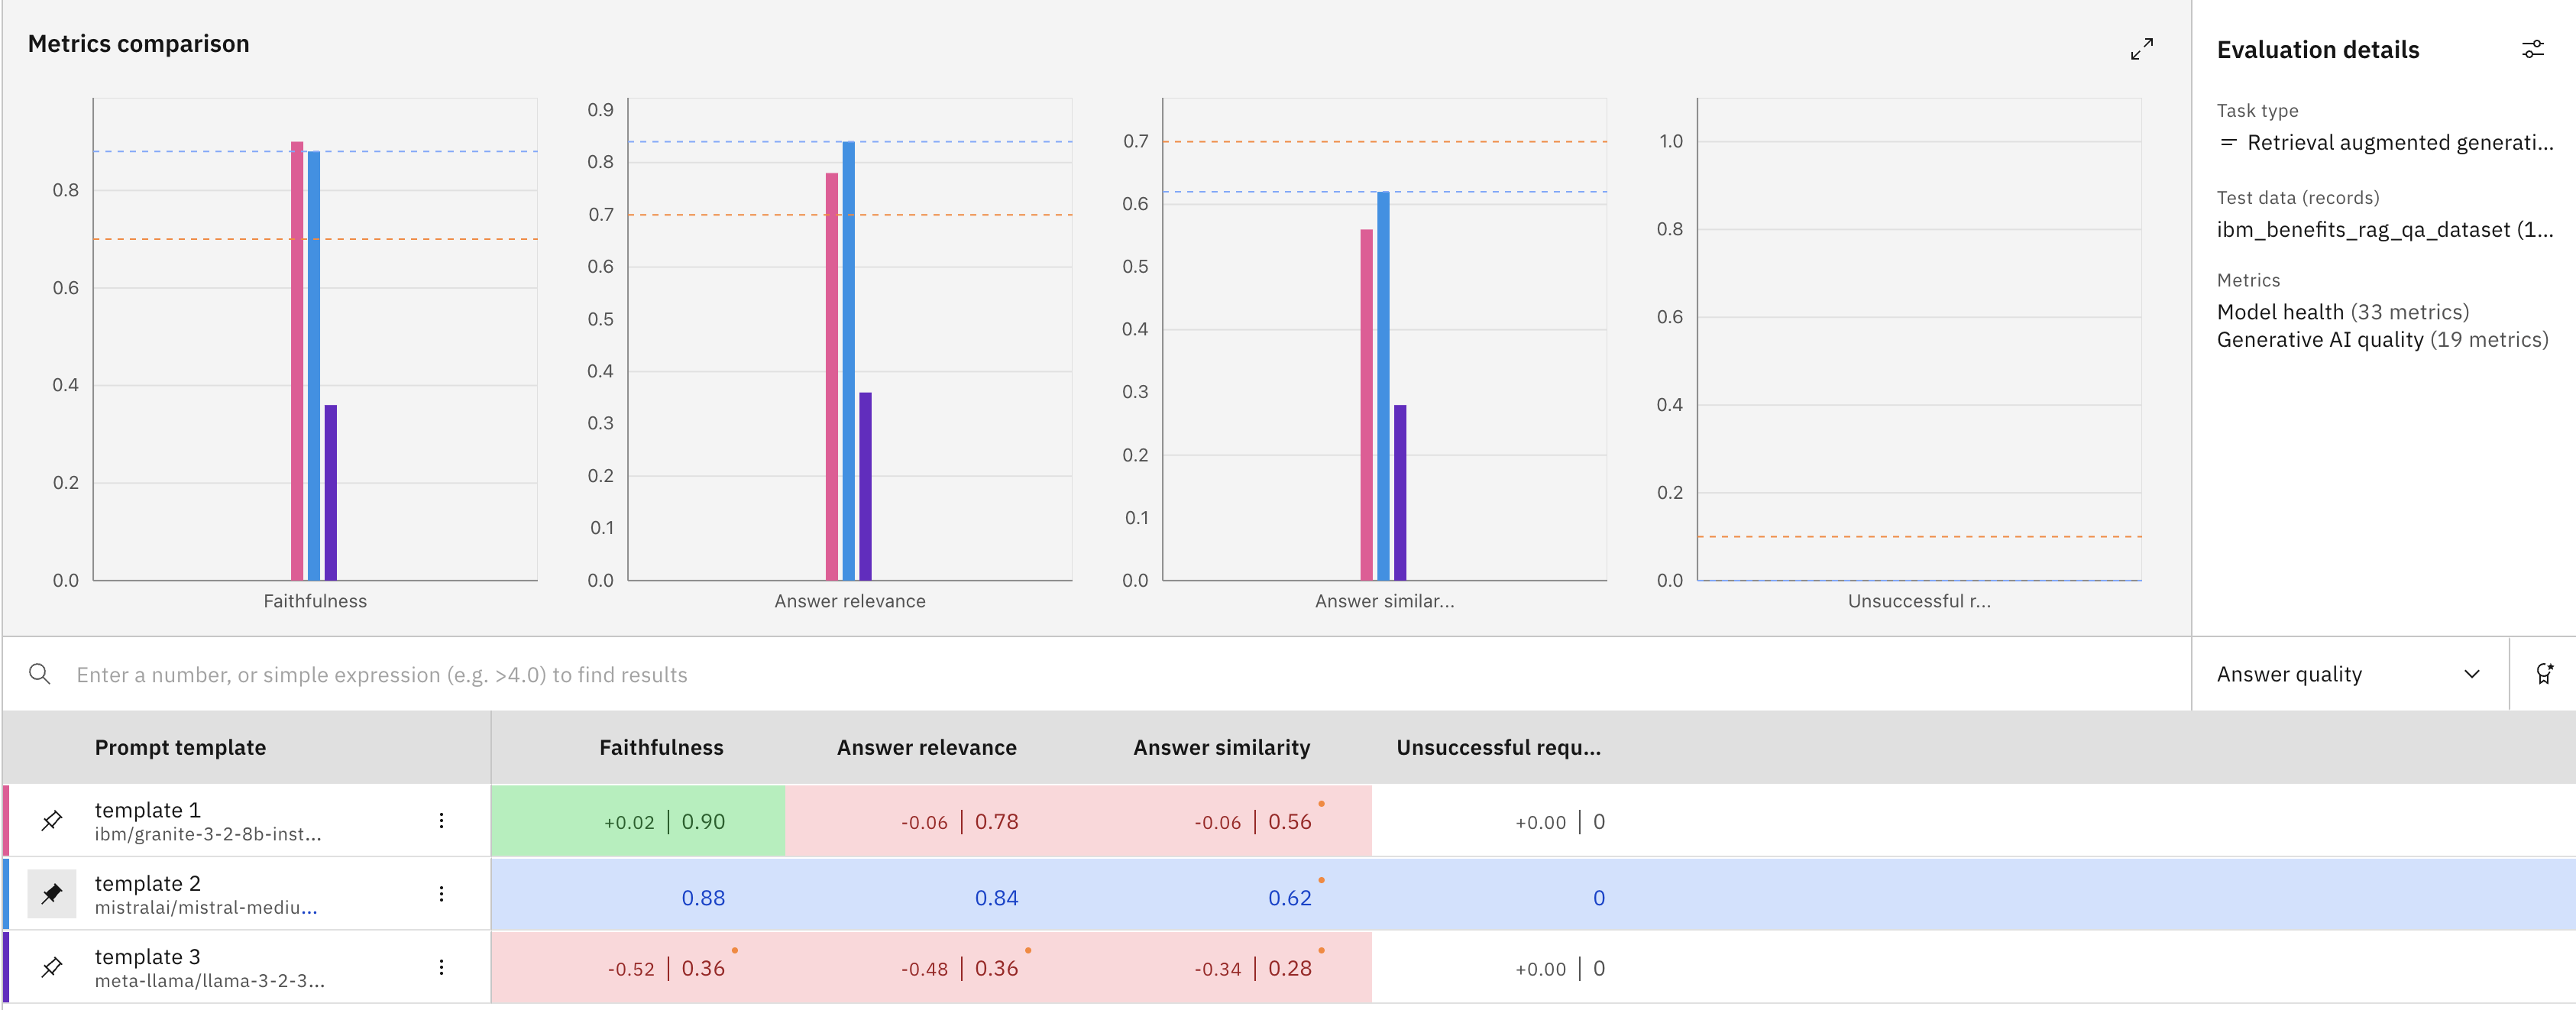 Metrics comparison
0.8
0.6
0.4
0.2
0.0
Faithfulness
0.9
0.8
0.7
0.6
0.5
0.4
0.3
0.2
0.1
0.0
Answer relevance
0.7
0.6
0.5
0.4
0.3
0.2
0.1
0.0
Answer similar...
1.0
0.8
0.6
0.4
0.2
0.0
Unsuccessful r...
Evaluation details
Task type
Retrieval augmented generati...
Test data (records)
ibm_benefits_rag_qa_dataset (1...
Metrics
Model health (33 metrics)
Generative AI quality (19 metrics)
Enter a number, or simple expression (e.g. >4.0) to find results
Answer quality
Prompt template Faithfulness Answer relevance Answer similarity Unsuccessful requ...
template 1
ibm/granite-3-2-8b-inst...
+0.02 | 0.90 -0.06 | 0.78 -0.06 | 0.56 +0.00 | 0
template 2
mistralai/mistral-mediu...
0.88 0.84 0.62 0
template 3
meta-llama/llama-3-2-3...
-0.52 | 0.36 -0.48 | 0.36 -0.34 | 0.28 +0.00 | 0